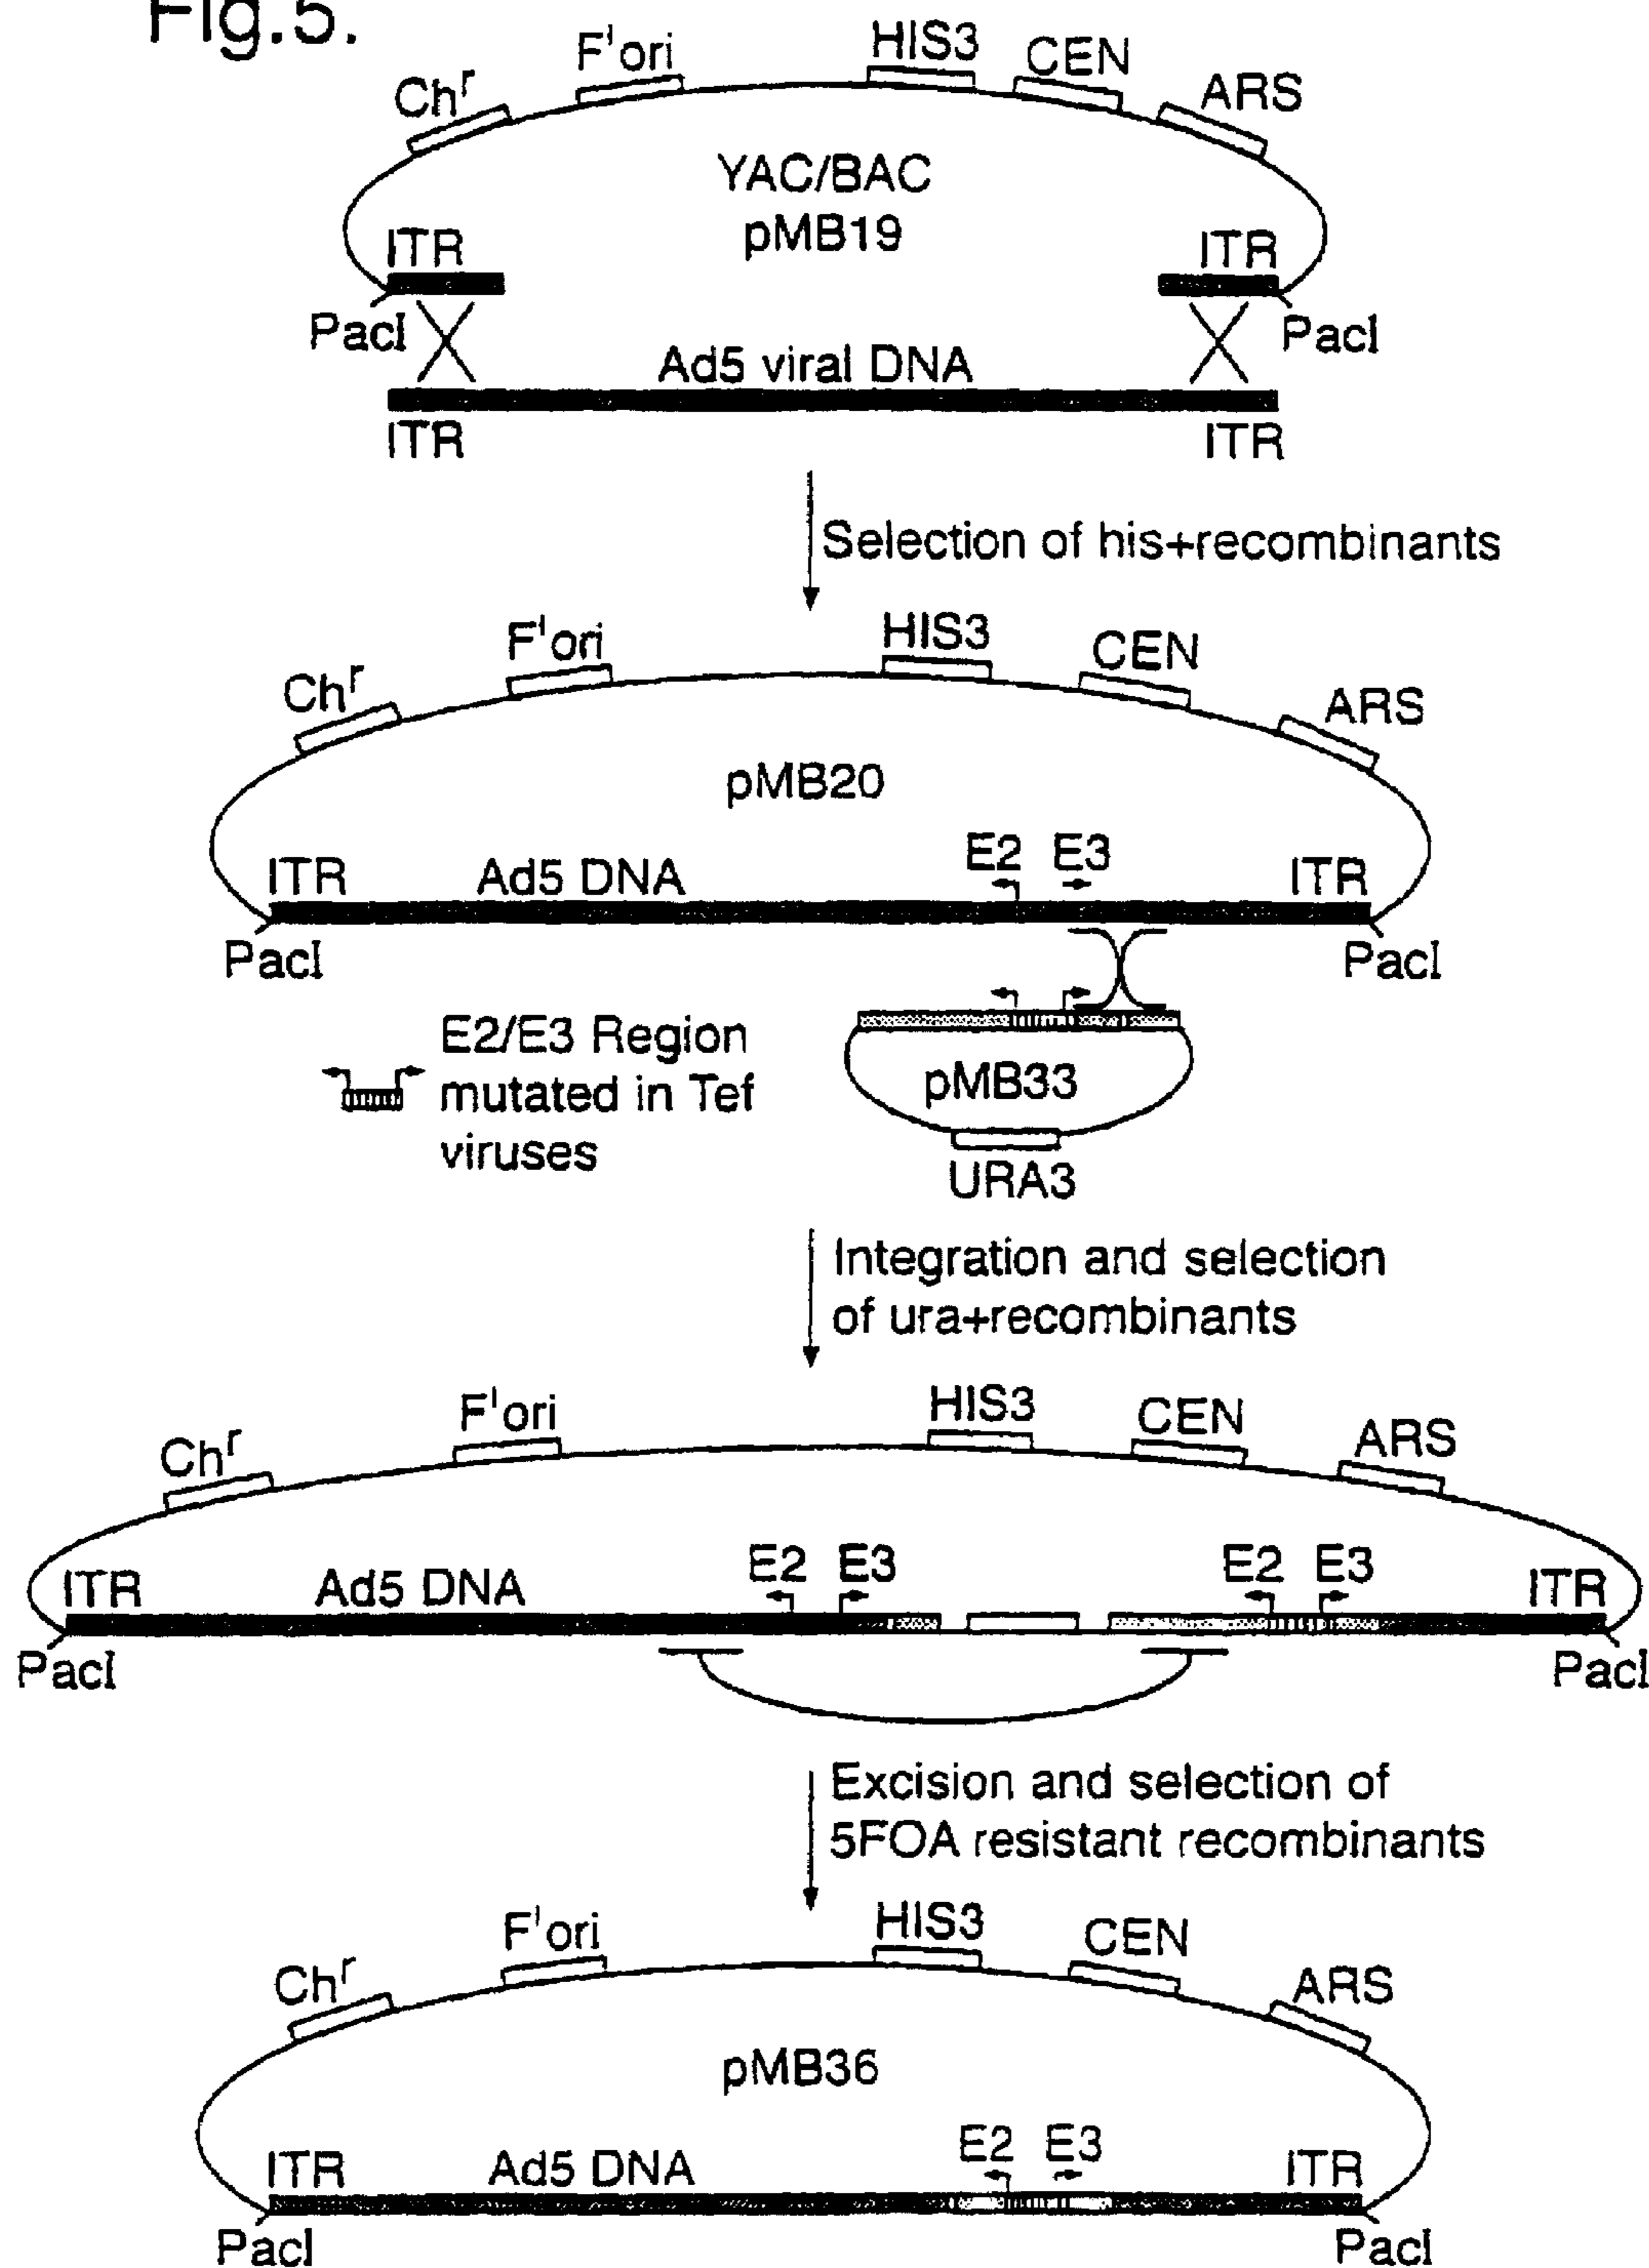 Fig.5.
Chʳ
F'ori
HIS3
CEN
ARS
YAC/BAC
pMB19
ITR
ITR
PacI
PacI
Ad5 viral DNA
ITR
ITR
Selection of his+recombinants
Chʳ
F'ori
HIS3
CEN
ARS
pMB20
E2 E3
ITR
Ad5 DNA
ITR
PacI
PacI
E2/E3 Region
mutated in Tef
viruses
pMB33
URA3
Integration and selection
of ura+recombinants
Chʳ
F'ori
HIS3
CEN
ARS
E2 E3
E2 E3
ITR
Ad5 DNA
ITR
PacI
PacI
Excision and selection of
5FOA resistant recombinants
Chʳ
F'ori
HIS3
CEN
ARS
pMB36
E2 E3
ITR
Ad5 DNA
ITR
PacI
PacI